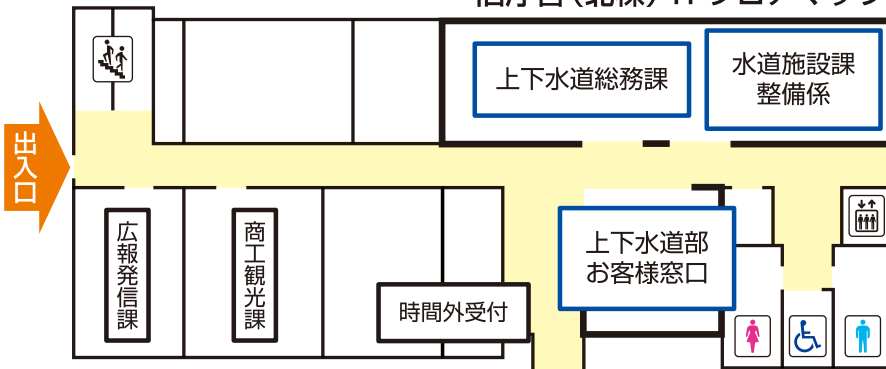 上下水道総務課
水道施設課
整備係
出入口
広報発信課
商工観光課
上下水道部
お客様窓口
時間外受付